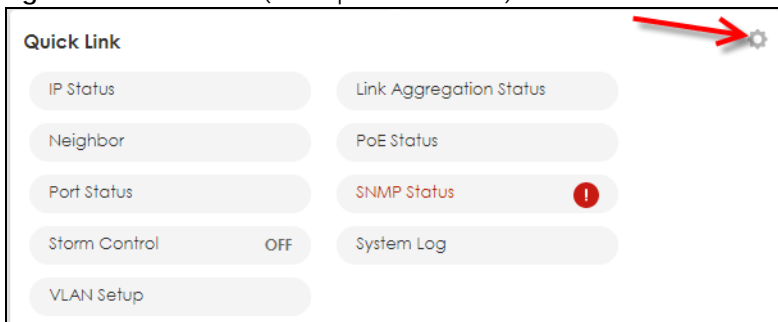 Quick Link
IP Status
Link Aggregation Status
Neighbor
PoE Status
Port Status
SNMP Status !
Storm Control OFF
System Log
VLAN Setup